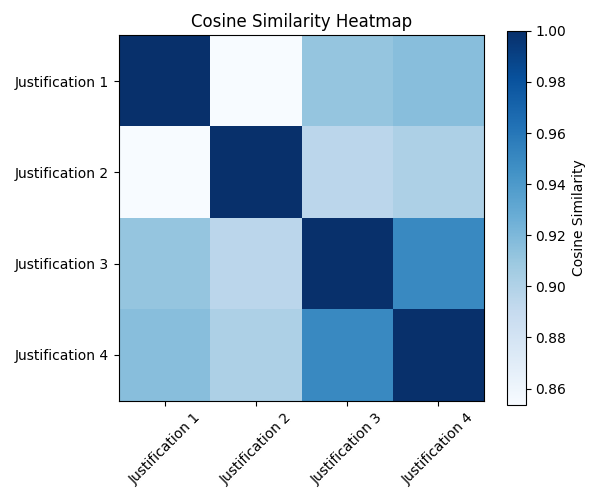 Cosine Similarity Heatmap
Justification 1
Justification 2
Justification 3
Justification 4
Justification 1
Justification 2
Justification 3
Justification 4
1.00
0.98
0.96
0.94
0.92
0.90
0.88
0.86
Cosine Similarity